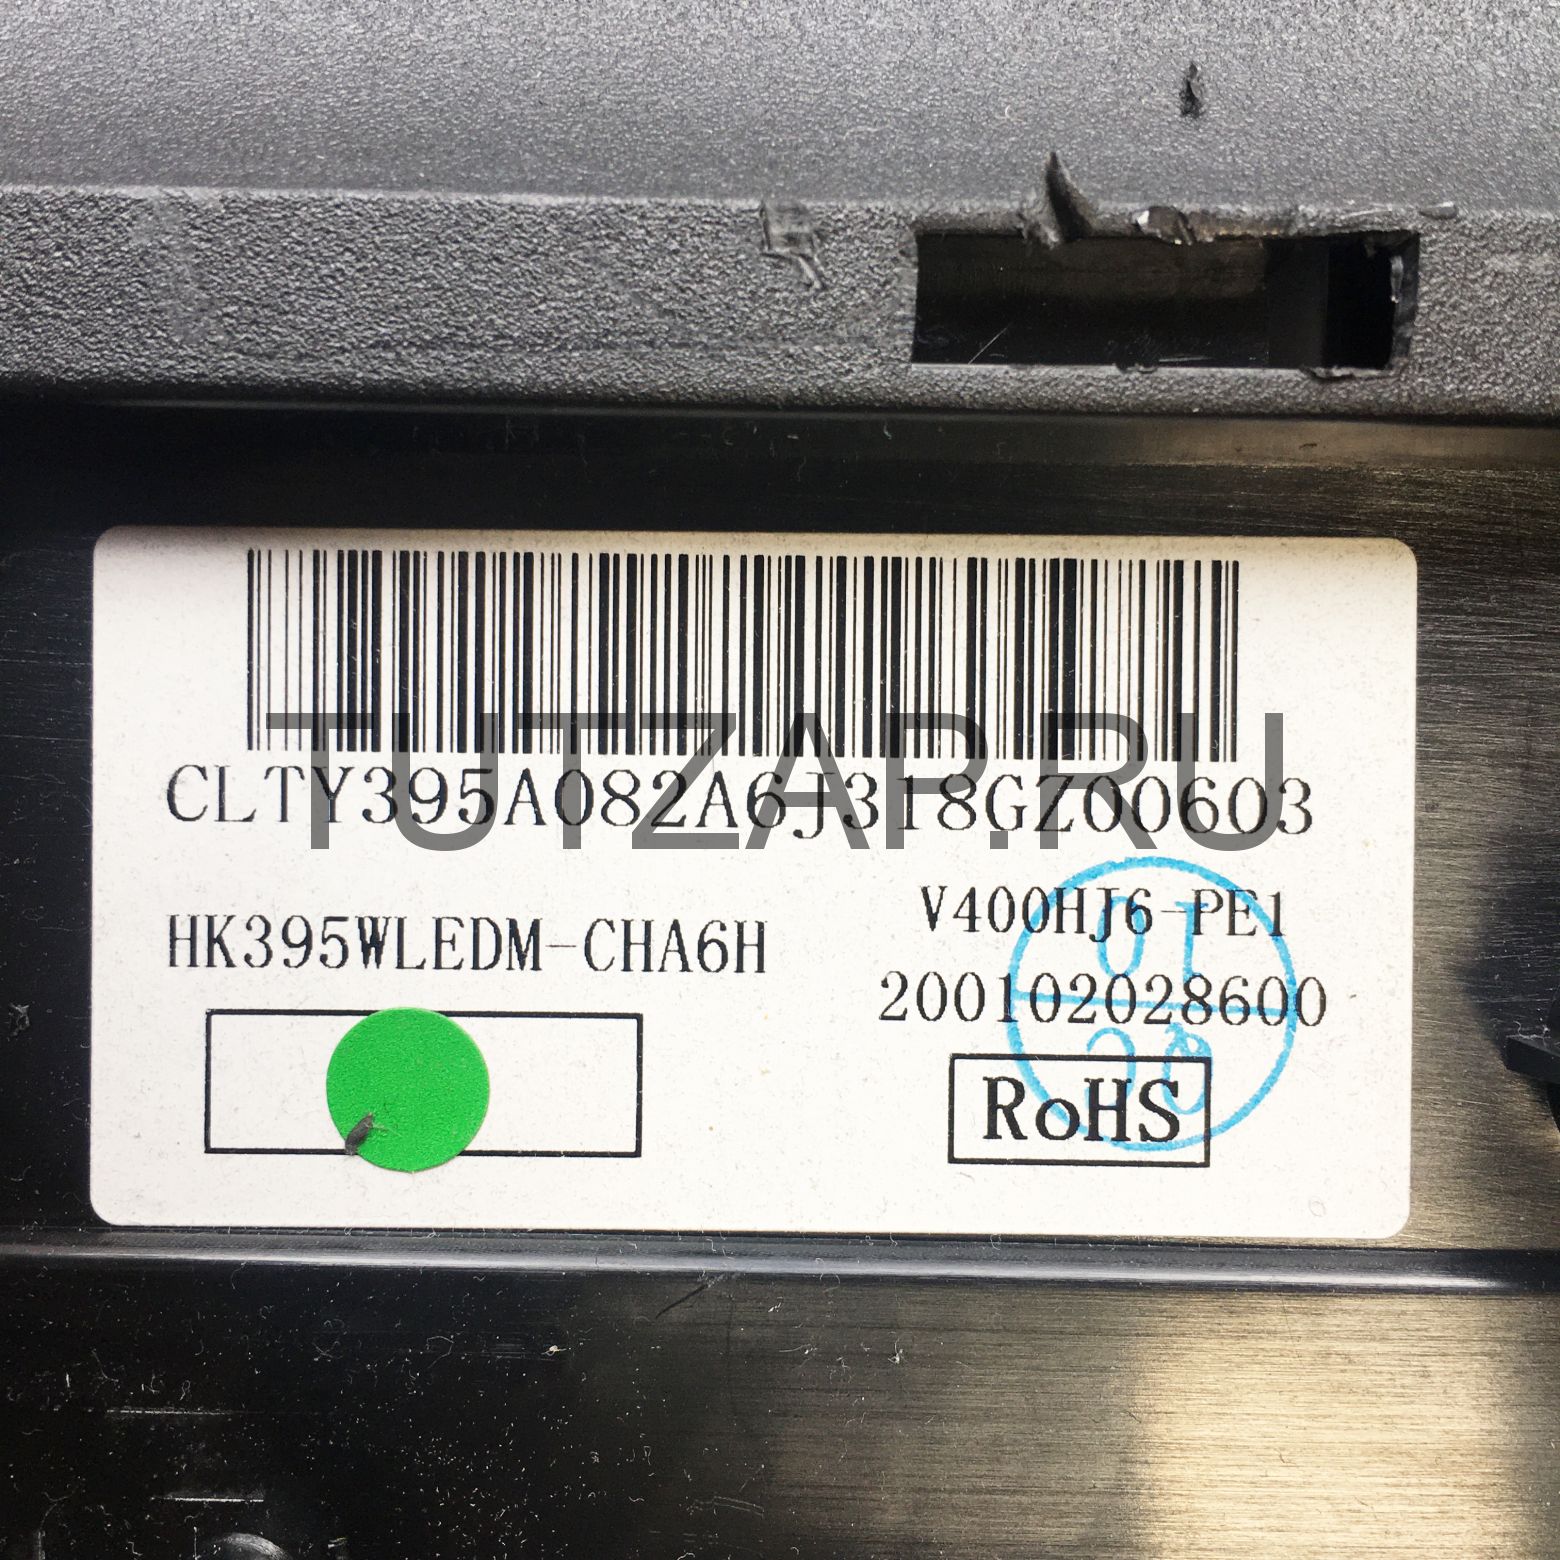 CLTY395A082A6J318GZ00603
TUTZAP.RU
HK395WLEDM-CHA6H
V400HJ6-PE1
200102028600
RoHS